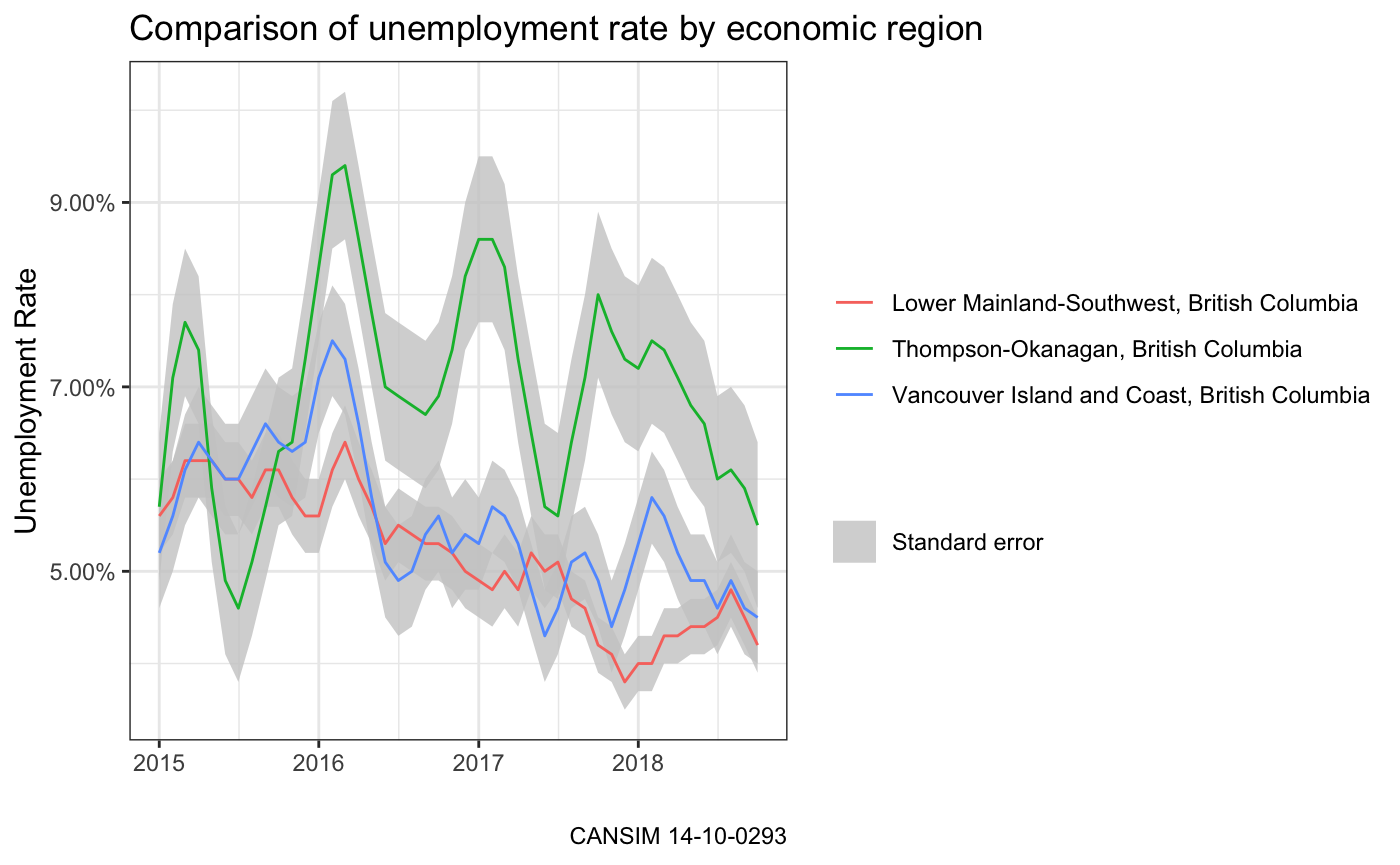 Comparison of unemployment rate by economic region
Unemployment Rate
9.00%
7.00%
5.00%
2015 2016 2017 2018
Lower Mainland-Southwest, British Columbia
Thompson-Okanagan, British Columbia
Vancouver Island and Coast, British Columbia
Standard error
CANSIM 14-10-0293